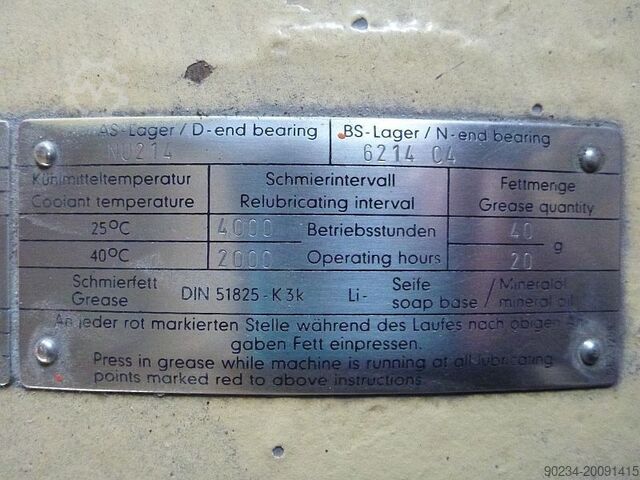 AS-Lager / D-end bearing BS-Lager / N-end bearing
NU214 6214 C4
Kühlmitteltemperatur Schmierintervall Fettmenge
Coolant temperature Relubricating interval Grease quantity
25°C 4000 Betriebsstunden 40
g
40°C 2000 Operating hours 20
Schmierfett Seife Mineralöl
DIN 51825-K3k Li- / 
Grease soap base mineral oil
An jeder rot markierten Stelle während des Laufes nach obigen An-
gaben Fett einpressen.
Press in grease while machine is running at all lubricating
points marked red to above instructions.
90234-20091415